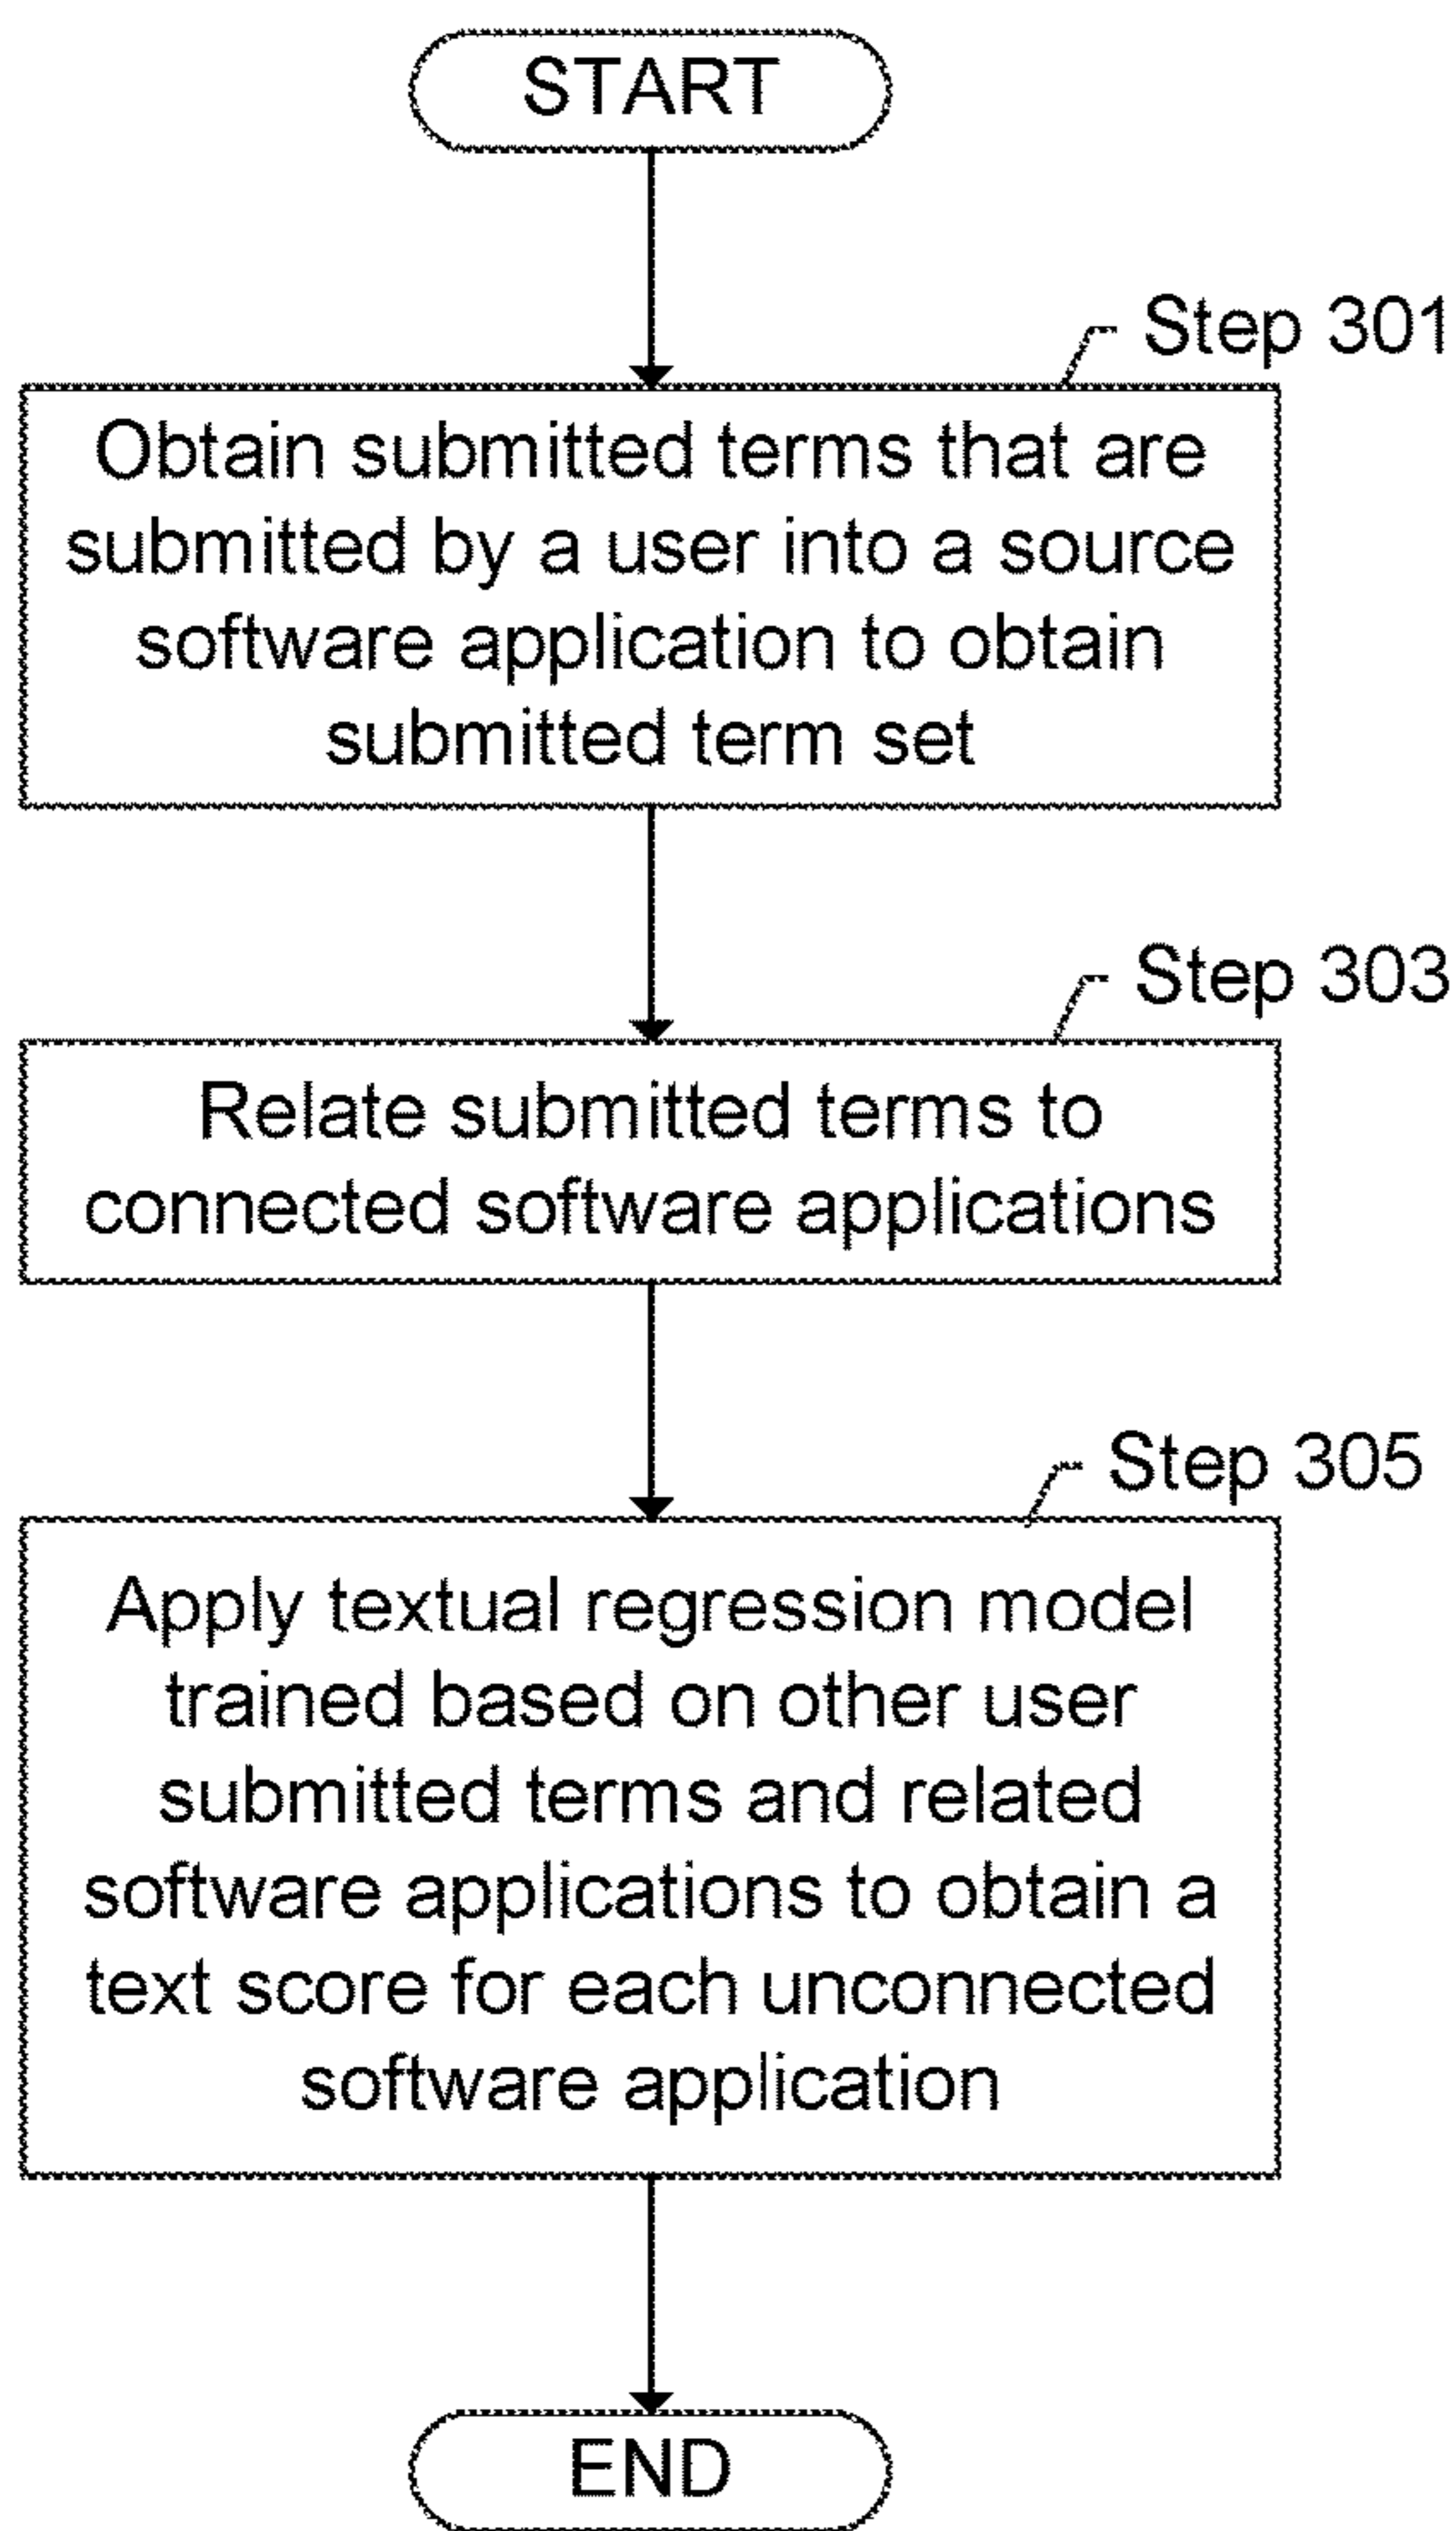 START
Step 301
Obtain submitted terms that are
submitted by a user into a source
software application to obtain
submitted term set
Step 303
Relate submitted terms to
connected software applications
Step 305
Apply textual regression model
trained based on other user
submitted terms and related
software applications to obtain a
text score for each unconnected
software application
END